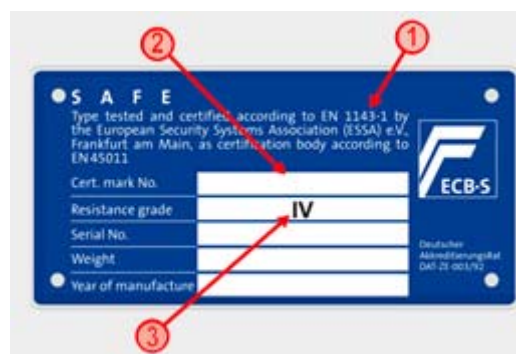 2
1
S A F E
Type tested and certified according to EN 1143-1 by
the European Security Systems Association (ESSA) e.V.,
Frankfurt am Main, as certification body according to
EN 45011
Cert. mark No.
Resistance grade IV
Serial No.
Weight
Year of manufacture
ECB-S
Deutscher
AkkreditierungsRat
DAT-ZE-003/92
3